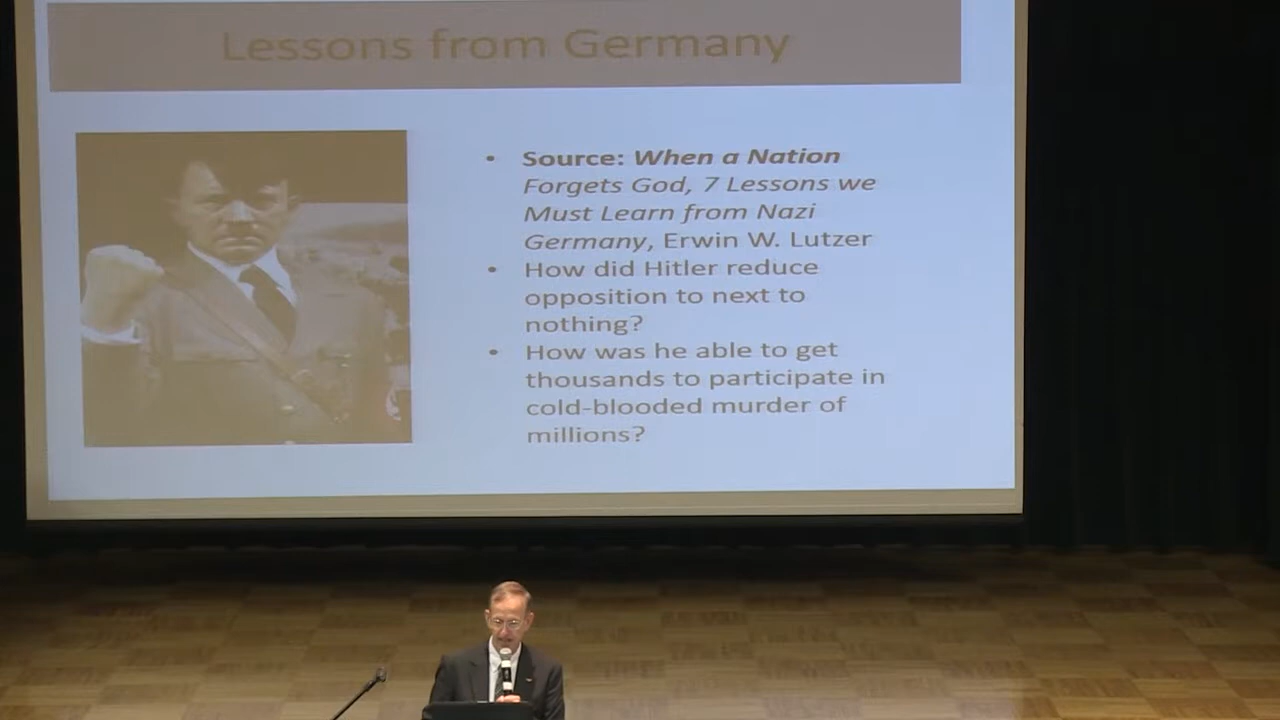 Lessons from Germany
• Source: When a Nation
Forgets God, 7 Lessons we
Must Learn from Nazi
Germany, Erwin W. Lutzer
• How did Hitler reduce
opposition to next to
nothing?
• How was he able to get
thousands to participate in
cold-blooded murder of
millions?